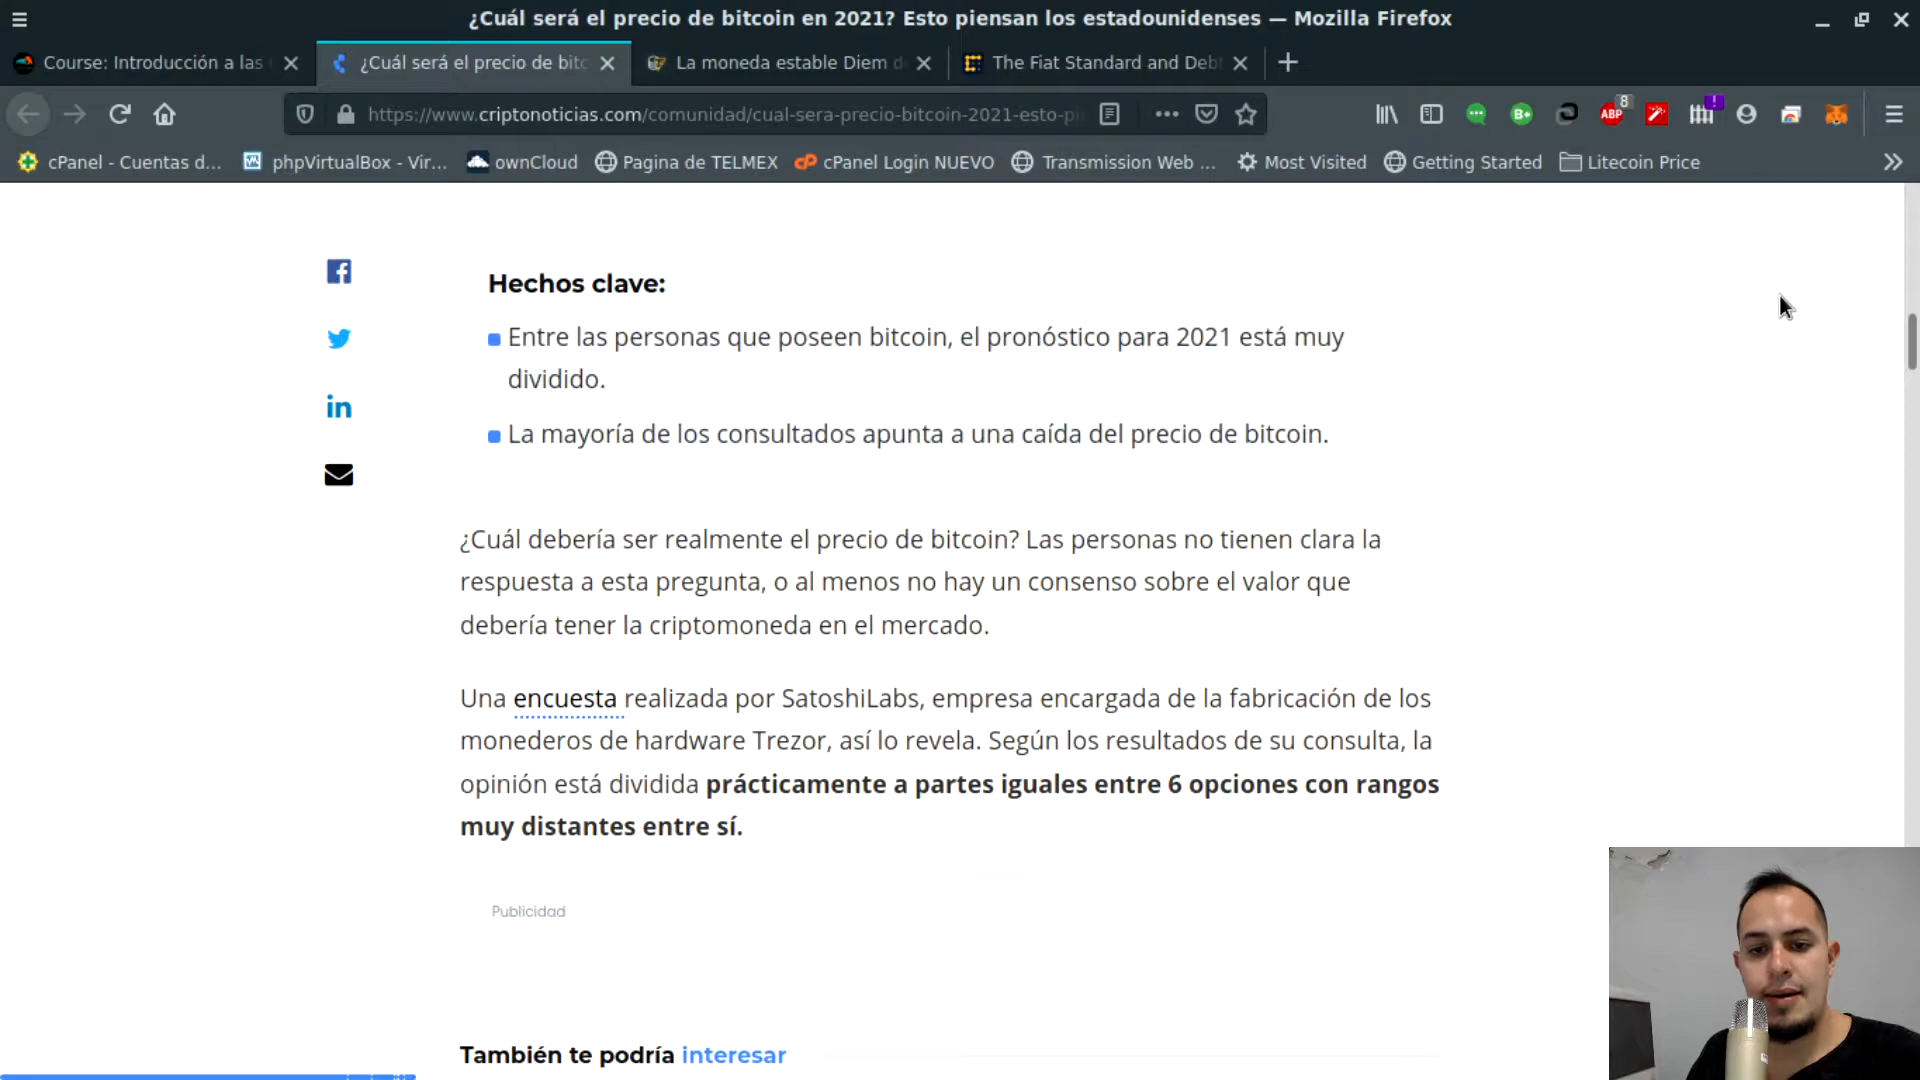 ¿Cuál será el precio de bitcoin en 2021? Esto piensan los estadounidenses — Mozilla Firefox
Course: Introducción a las
¿Cuál será el precio de bitc
La moneda estable Diem d
The Fiat Standard and Deb
https://www.criptonoticias.com/comunidad/cual-sera-precio-bitcoin-2021-esto-pi
ABP
8
B+
!
cPanel - Cuentas d...
phpVirtualBox - Vir...
ownCloud
Pagina de TELMEX
cP
cPanel Login NUEVO
Transmission Web ...
Most Visited
Getting Started
Litecoin Price
Hechos clave:
Entre las personas que poseen bitcoin, el pronóstico para 2021 está muy
dividido.
La mayoría de los consultados apunta a una caída del precio de bitcoin.
in
¿Cuál debería ser realmente el precio de bitcoin? Las personas no tienen clara la
respuesta a esta pregunta, o al menos no hay un consenso sobre el valor que
debería tener la criptomoneda en el mercado.
Una encuesta realizada por SatoshiLabs, empresa encargada de la fabricación de los
monederos de hardware Trezor, así lo revela. Según los resultados de su consulta, la
opinión está dividida prácticamente a partes iguales entre 6 opciones con rangos
muy distantes entre sí.
Publicidad
También te podría interesar